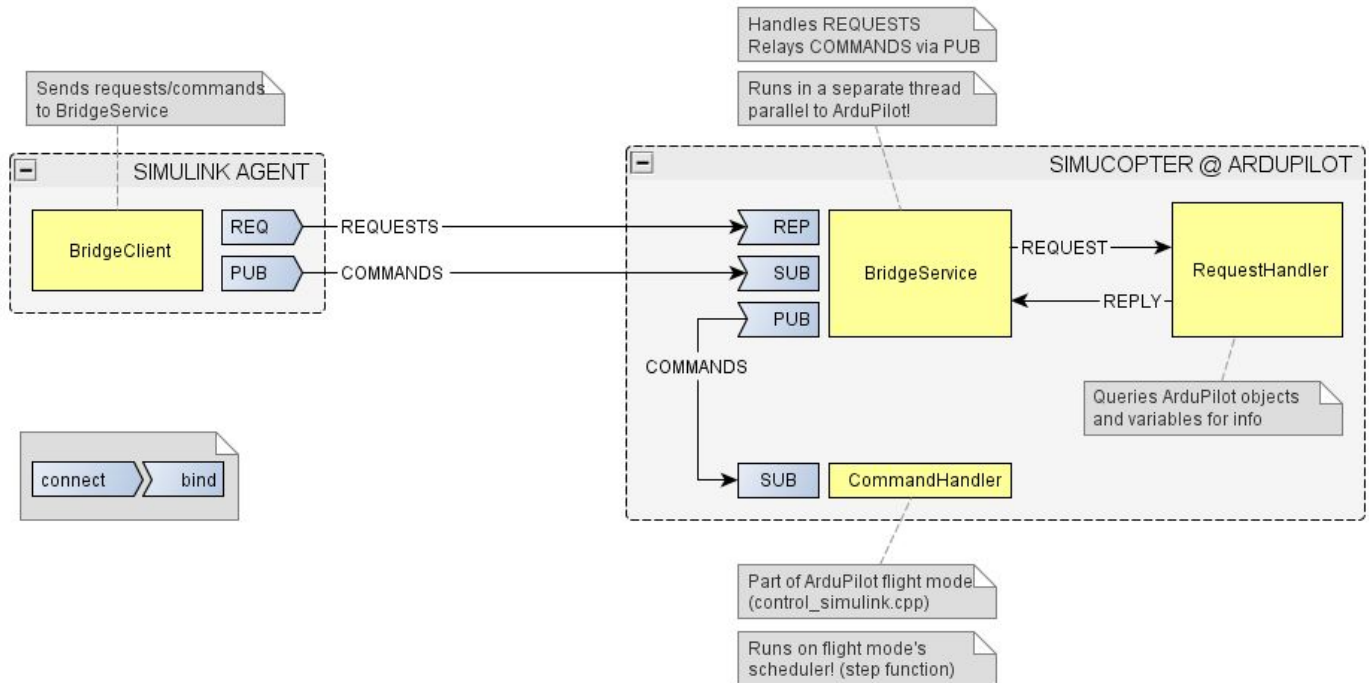 Handles REQUESTS
Relays COMMANDS via PUB
Sends requests/commands
to BridgeService
Runs in a separate thread
parallel to ArduPilot!
SIMULINK AGENT
SIMUCOPTER @ ARDUPILOT
BridgeClient
REQ
PUB
REQUESTS
COMMANDS
REP
SUB
PUB
BridgeService
REQUEST
REPLY
RequestHandler
COMMANDS
Queries ArduPilot objects
and variables for info
connect
bind
SUB
CommandHandler
Part of ArduPilot flight mode
(control_simulink.cpp)
Runs on flight mode's
scheduler! (step function)